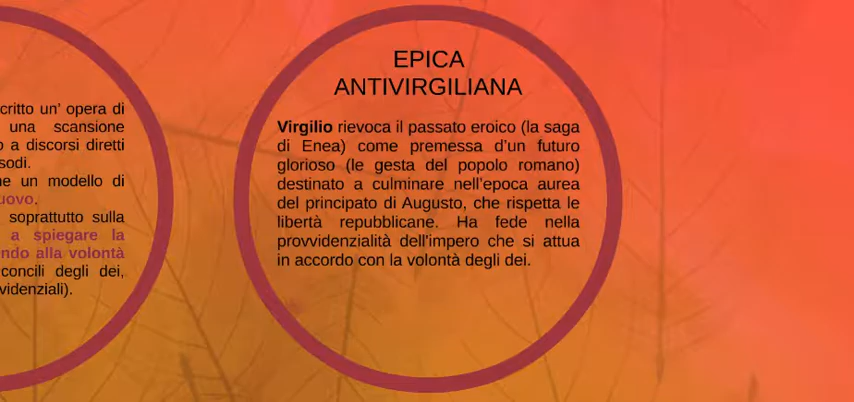 critto un' opera di
una scansione
o a discorsi diretti
sodi.
ne un modello di
uovo.
soprattutto sulla
a spiegare la
ndo alla volontà
concili degli dei,
videnziali).
EPICA
ANTIVIRGILIANA
Virgilio rievoca il passato eroico (la saga
di Enea) come premessa d'un futuro
glorioso (le gesta del popolo romano)
destinato a culminare nell'epoca aurea
del principato di Augusto, che rispetta le
libertà repubblicane. Ha fede nella
provvidenzialità dell'impero che si attua
in accordo con la volontà degli dei.